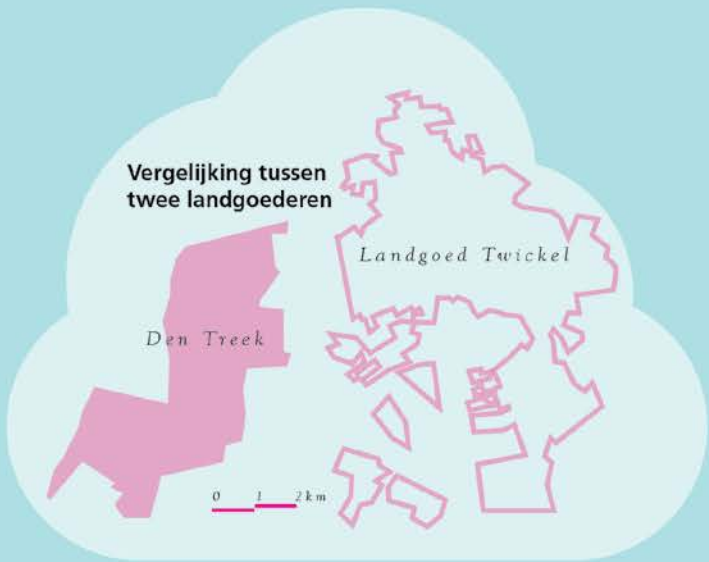 Vergelijking tussen
twee landgoederen
Landgoed Twickel
Den Treek
0 1 2 km